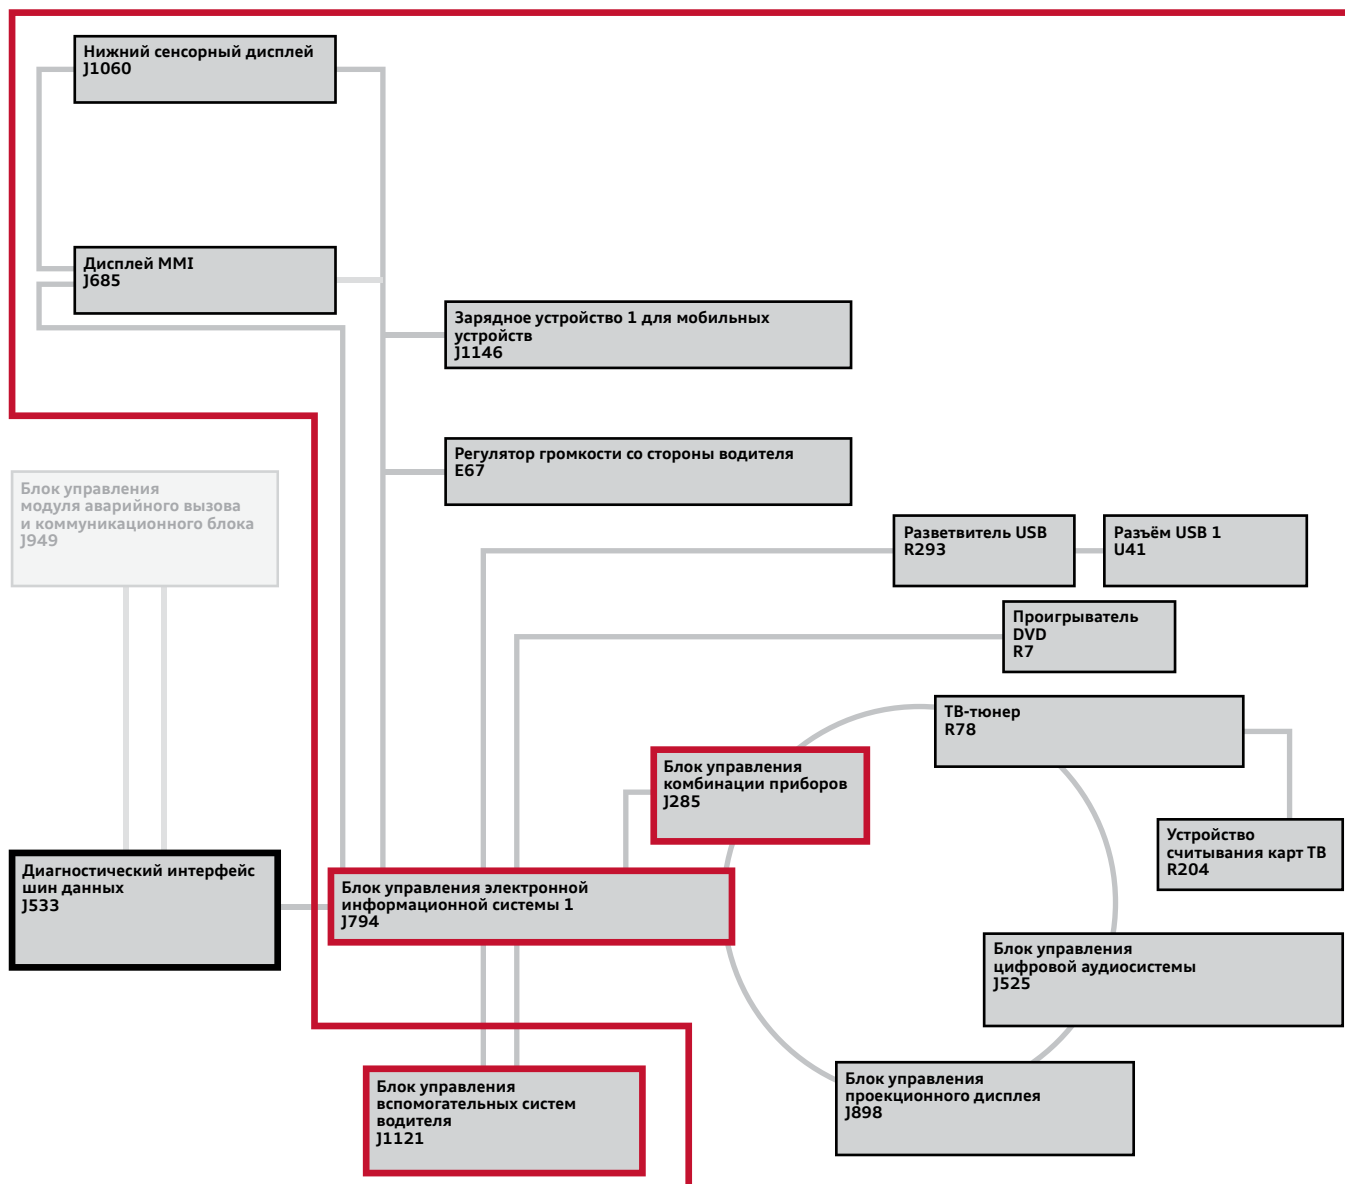 Нижний сенсорный дисплей
J1060
Дисплей MMI
J685
Зарядное устройство 1 для мобильных
устройств
J1146
Регулятор громкости со стороны водителя
E67
Блок управления
модуля аварийного вызова
и коммуникационного блока
J949
Разветвитель USB
R293
Разъём USB 1
U41
Проигрыватель
DVD
R7
ТВ-тюнер
R78
Блок управления
комбинации приборов
J285
Устройство
считывания карт ТВ
R204
Диагностический интерфейс
шин данных
J533
Блок управления электронной
информационной системы 1
J794
Блок управления
цифровой аудиосистемы
J525
Блок управления
проекционного дисплея
J898
Блок управления
вспомогательных систем
водителя
J1121